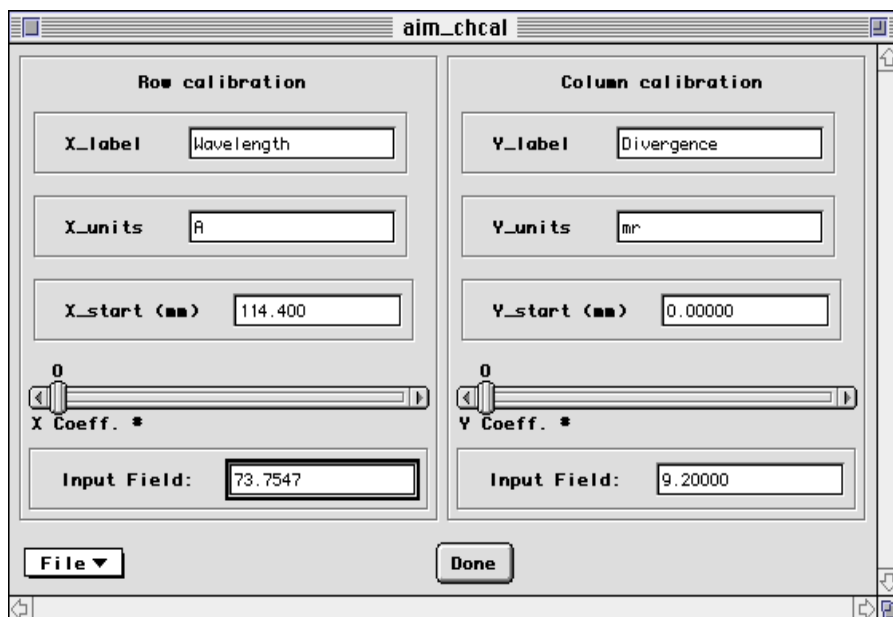 aim_chcal
Row calibration
X_label Wavelength
X_units A
X_start (mm) 114.400
0
X Coeff. #
Input Field: 73.7547
Column calibration
Y_label Divergence
Y_units mr
Y_start (mm) 0.00000
0
Y Coeff. #
Input Field: 9.20000
File ▼
Done